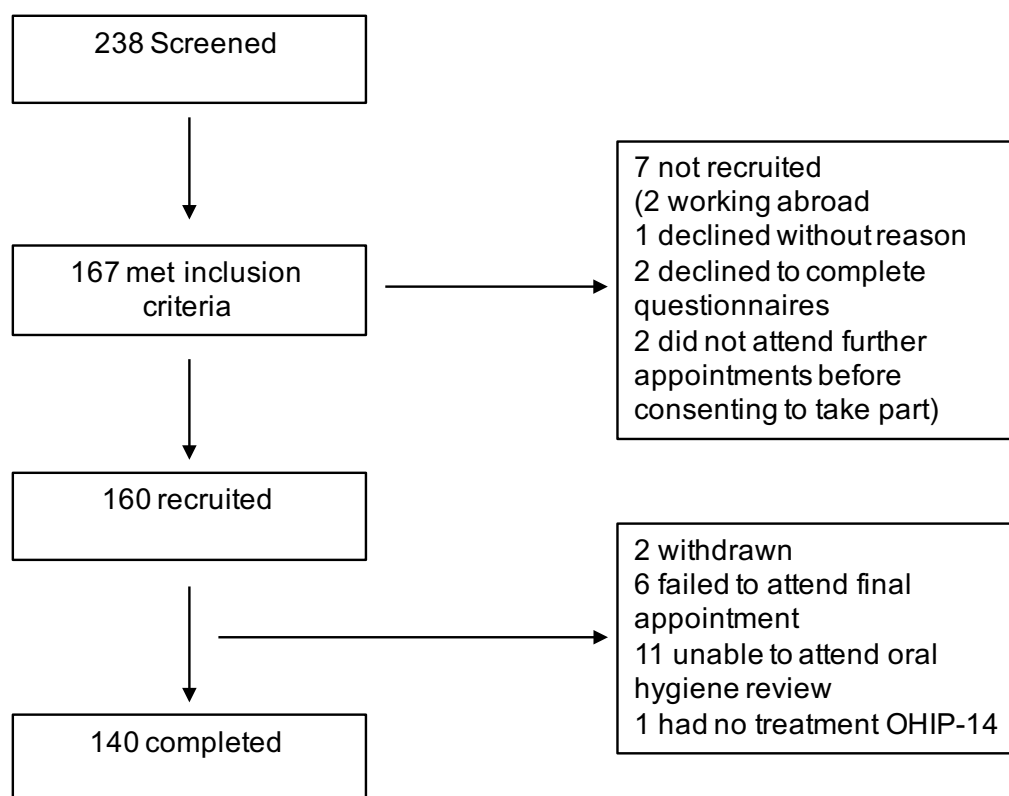 238 Screened
167 met inclusion
criteria
7 not recruited
(2 working abroad
1 declined without reason
2 declined to complete
questionnaires
2 did not attend further
appointments before
consenting to take part)
160 recruited
2 withdrawn
6 failed to attend final
appointment
11 unable to attend oral
hygiene review
1 had no treatment OHIP-14
140 completed